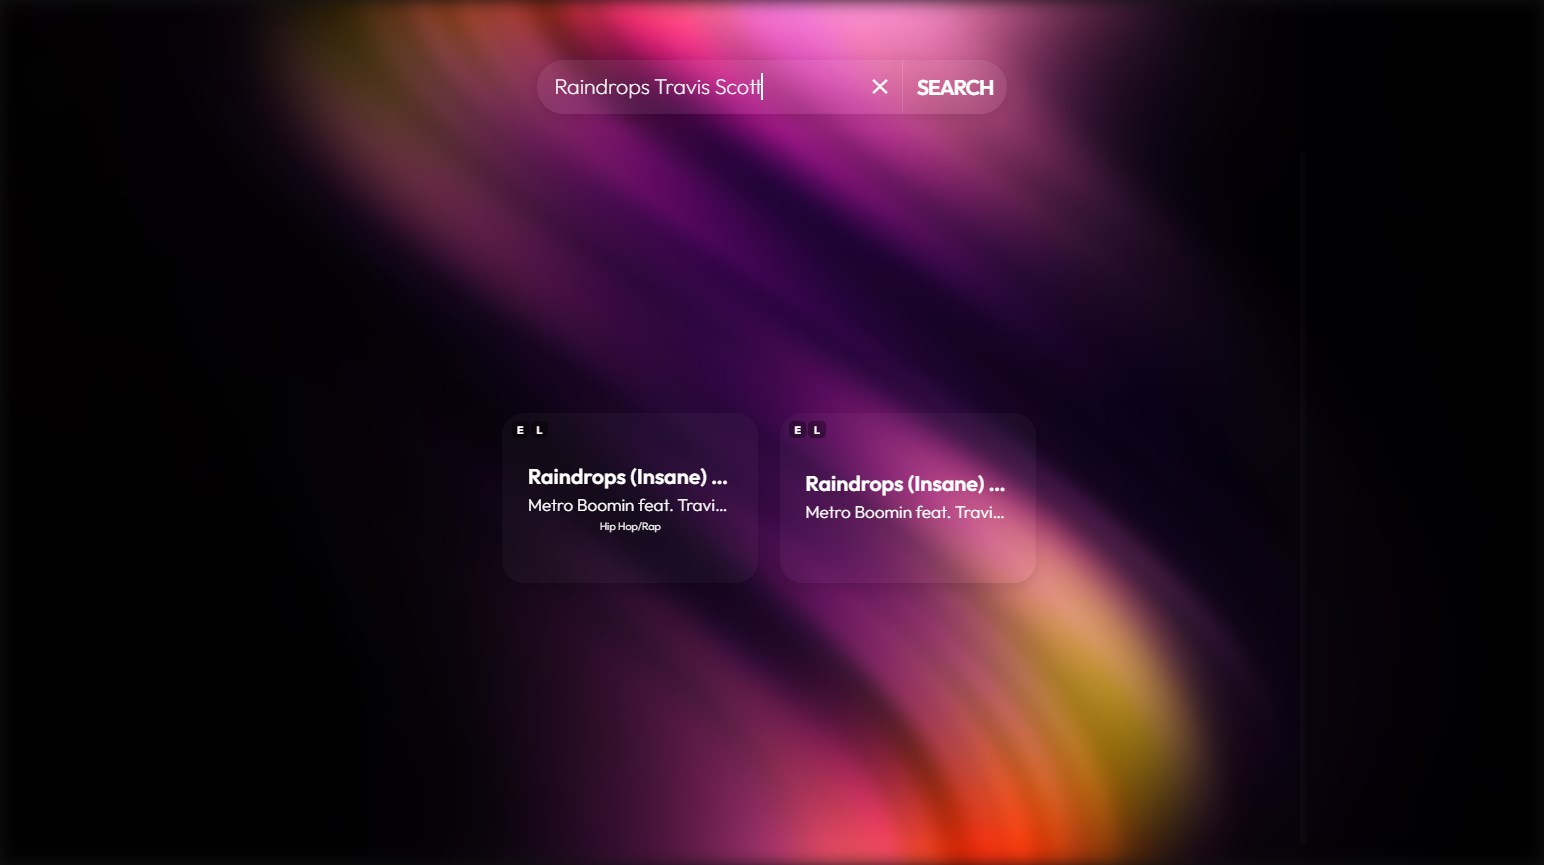 Raindrops Travis Scott
SEARCH
E L
Raindrops (Insane) ...
Metro Boomin feat. Travi...
Hip Hop/Rap
E L
Raindrops (Insane) ...
Metro Boomin feat. Travi...